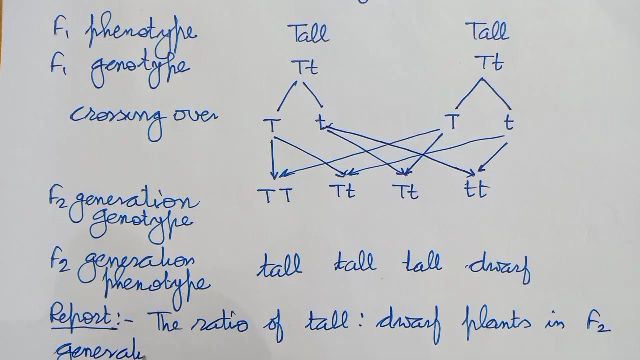 F1 phenotype Tall Tall
F1 genotype Tt Tt
crossing over T t T t
F2 generation genotype TT Tt Tt tt
F2 generation phenotype tall tall tall dwarf
Report:- The ratio of tall : dwarf plants in F2